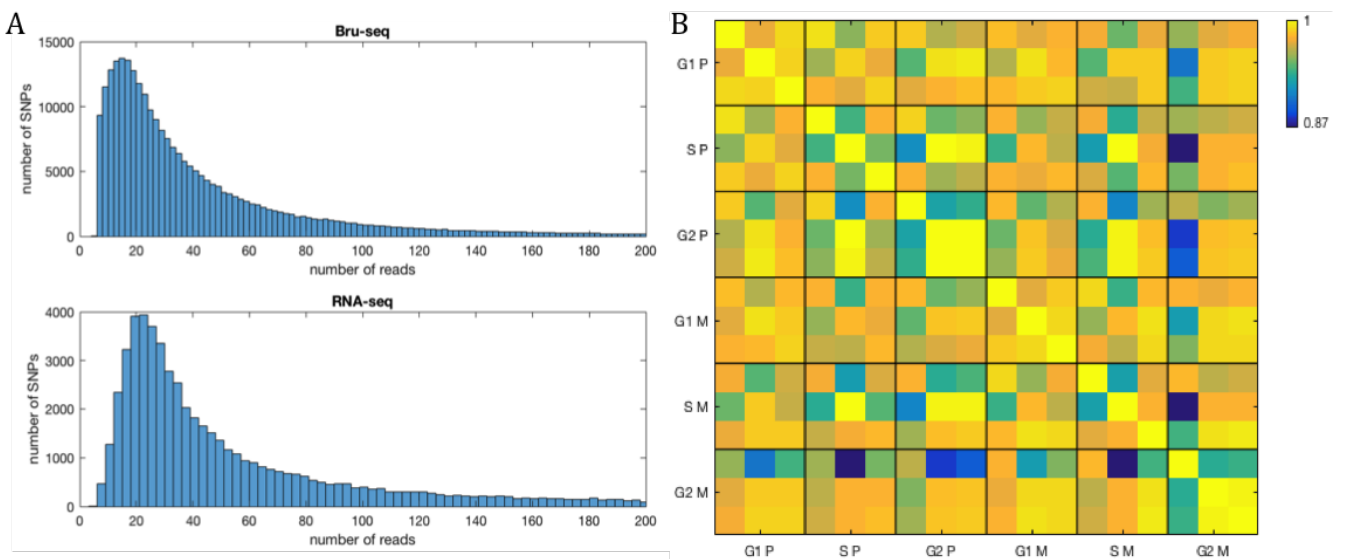 A
Bru-seq
15000
10000
5000
0
number of SNPs
0 20 40 60 80 100 120 140 160 180 200
number of reads
RNA-seq
4000
3000
2000
1000
0
number of SNPs
0 20 40 60 80 100 120 140 160 180 200
number of reads
B
G1 P
S P
G2 P
G1 M
S M
G2 M
G1 P S P G2 P G1 M S M G2 M
1
0.87